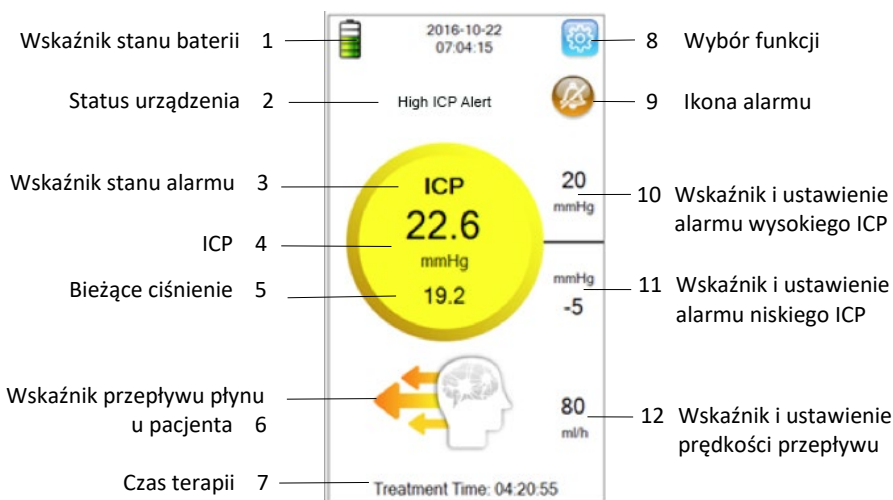 Wskaźnik stanu baterii 1
Status urządzenia 2
Wskaźnik stanu alarmu 3
ICP 4
Bieżące ciśnienie 5
Wskaźnik przepływu płynu
u pacjenta 6
Czas terapii 7
2016-10-22
07:04:15
High ICP Alert
ICP
22.6
mmHg
19.2
20
mmHg
mmHg
-5
80
ml/h
Treatment Time: 04:20:55
8 Wybór funkcji
9 Ikona alarmu
10 Wskaźnik i ustawienie
alarmu wysokiego ICP
11 Wskaźnik i ustawienie
alarmu niskiego ICP
12 Wskaźnik i ustawienie
prędkości przepływu